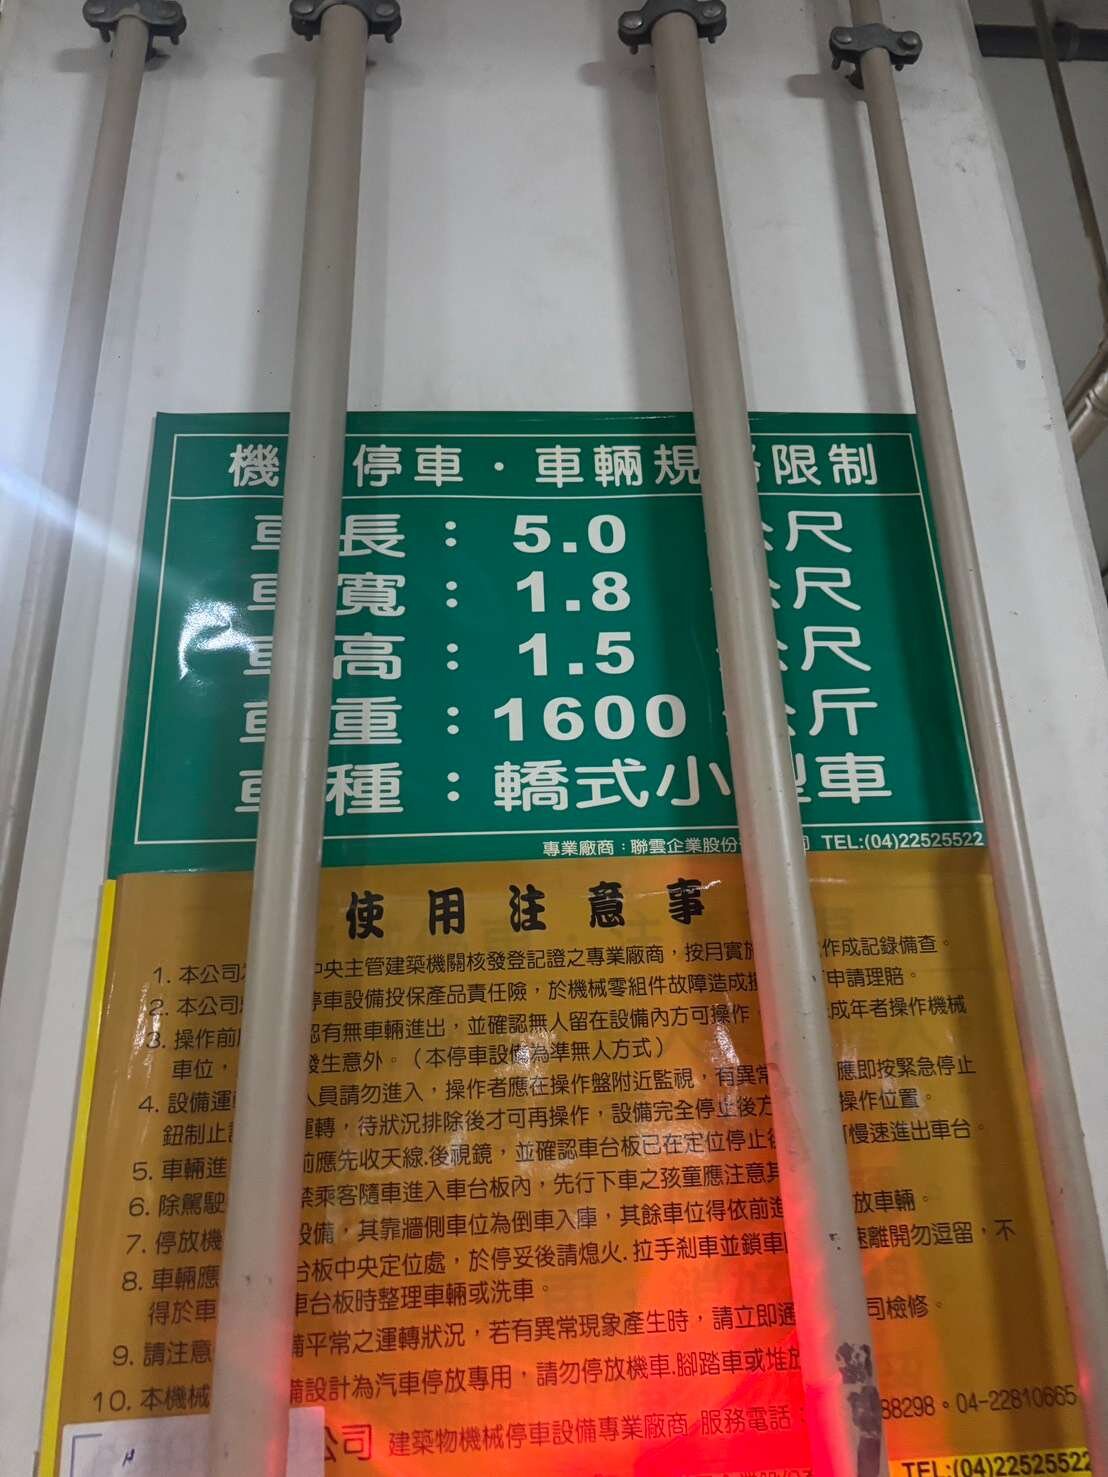 機 停車·車輛規 限制
長：5.0 尺
寬：1.8 尺
高：1.5 尺
重：1600 斤
種：轎式小 車
專業廠商：聯雲企業股份 TEL:(04)22525522
使用注意事
1. 本公司 中央主管建築機關核發登記證之專業廠商，按月實施 作成記錄備查。
2. 本公司 停車設備投保產品責任險，於機械零組件故障造成 申請理賠。
3. 操作前 認有無車輛進出，並確認無人留在設備內方可操作， 成年者操作機械
車位， 發生意外。（本停車設備為準無人方式）
4. 設備運 人員請勿進入，操作者應在操作盤附近監視，有異常 應即按緊急停止
鈕制止 運轉，待狀況排除後才可再操作，設備完全停止後方 操作位置。
5. 車輛進 前應先收天線.後視鏡，並確認車台板已在定位停止 慢速進出車台。
6. 除駕駛 禁乘客隨車進入車台板內，先行下車之孩童應注意其
7. 停放機 設備，其靠牆側車位為倒車入庫，其餘車位得依前進 放車輛。
8. 車輛應 台板中央定位處，於停妥後請熄火.拉手剎車並鎖車 速離開勿逗留，不
得於車 車台板時整理車輛或洗車。
9. 請注意 備平常之運轉狀況，若有異常現象產生時，請立即通 司檢修。
10. 本機械 備設計為汽車停放專用，請勿停放機車.腳踏車或堆放
公司 建築物機械停車設備專業廠商 服務電話： 88298。04-22810665
TEL:(04)22525522